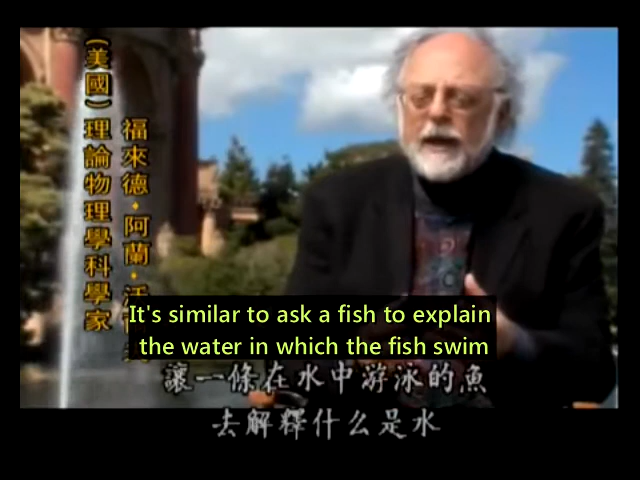 （美國）理論物理學科學家
福來德·阿蘭·
It's similar to ask a fish to explain
the water in which the fish swim
讓一條在水中游泳的魚
去解釋什么是水